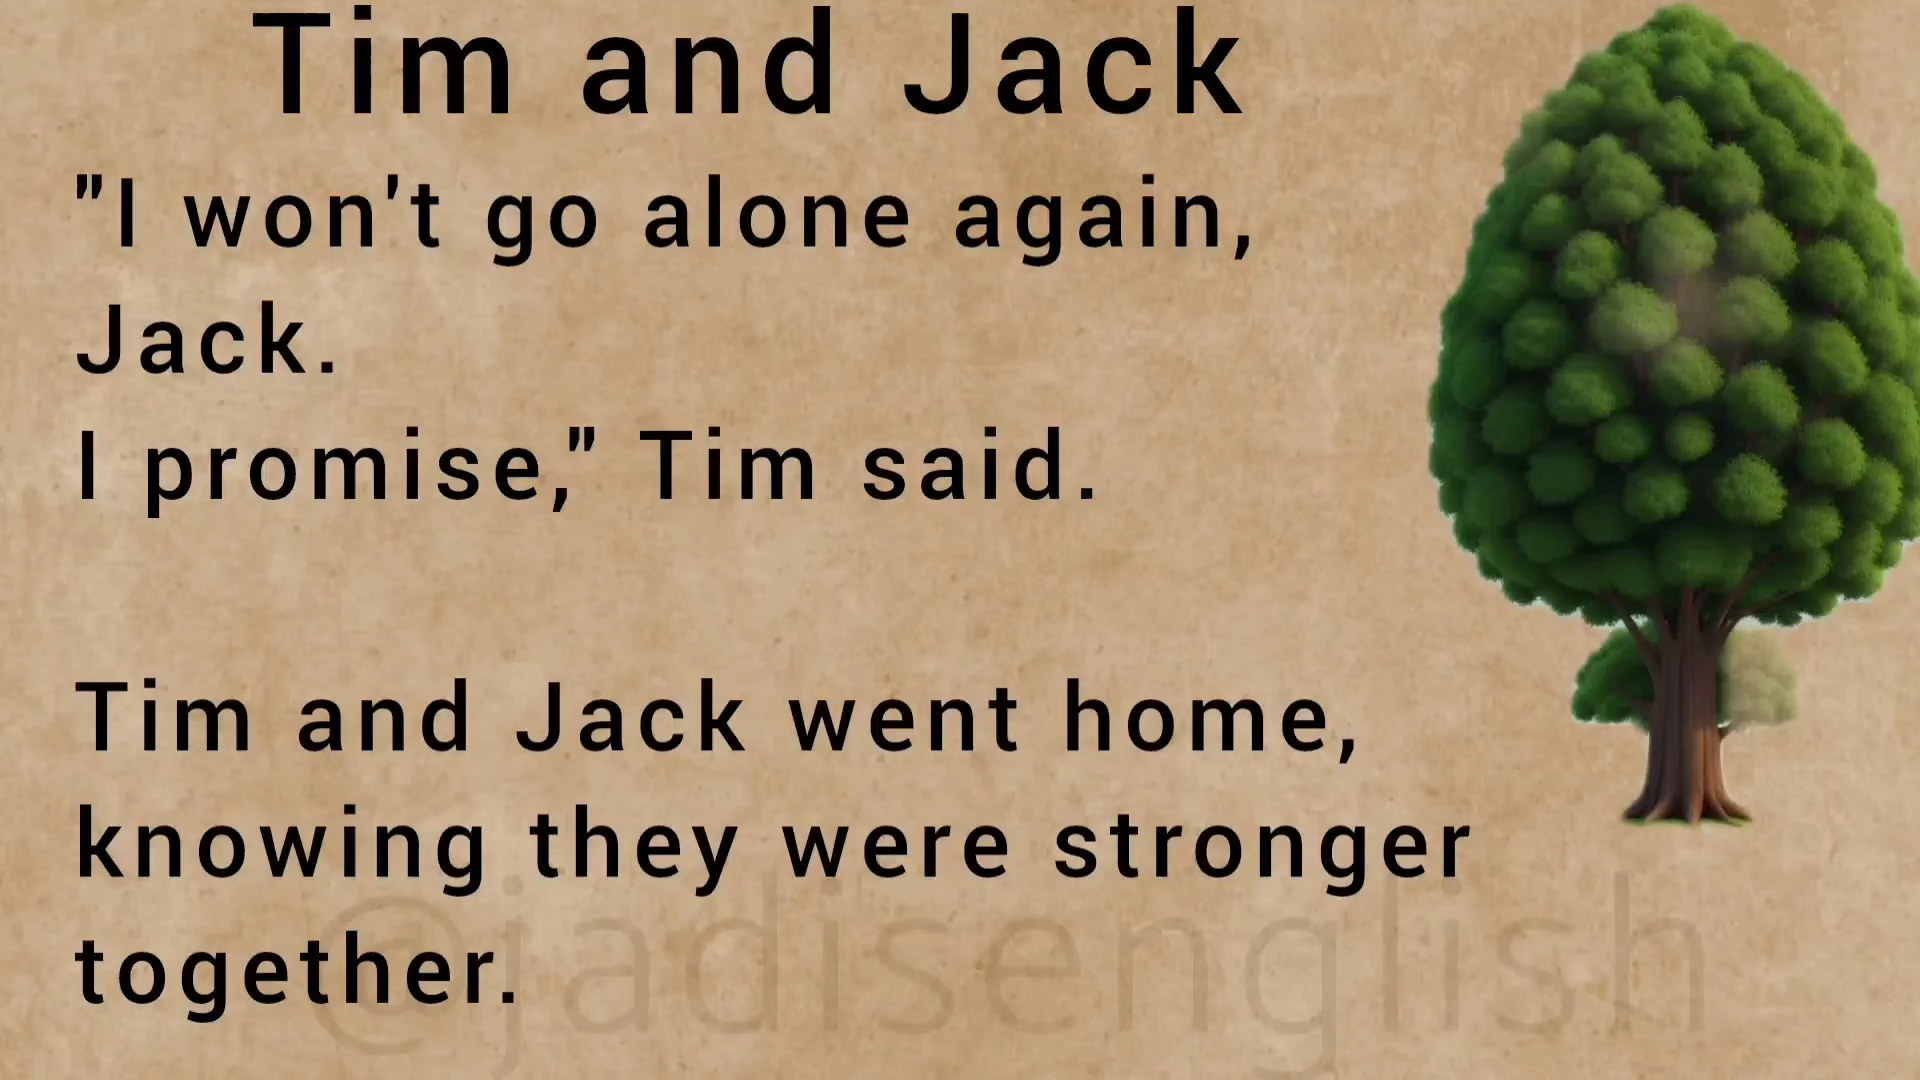 Tim and Jack
"I won't go alone again,
Jack.
I promise," Tim said.
Tim and Jack went home,
knowing they were stronger
together.
@jadisenglish